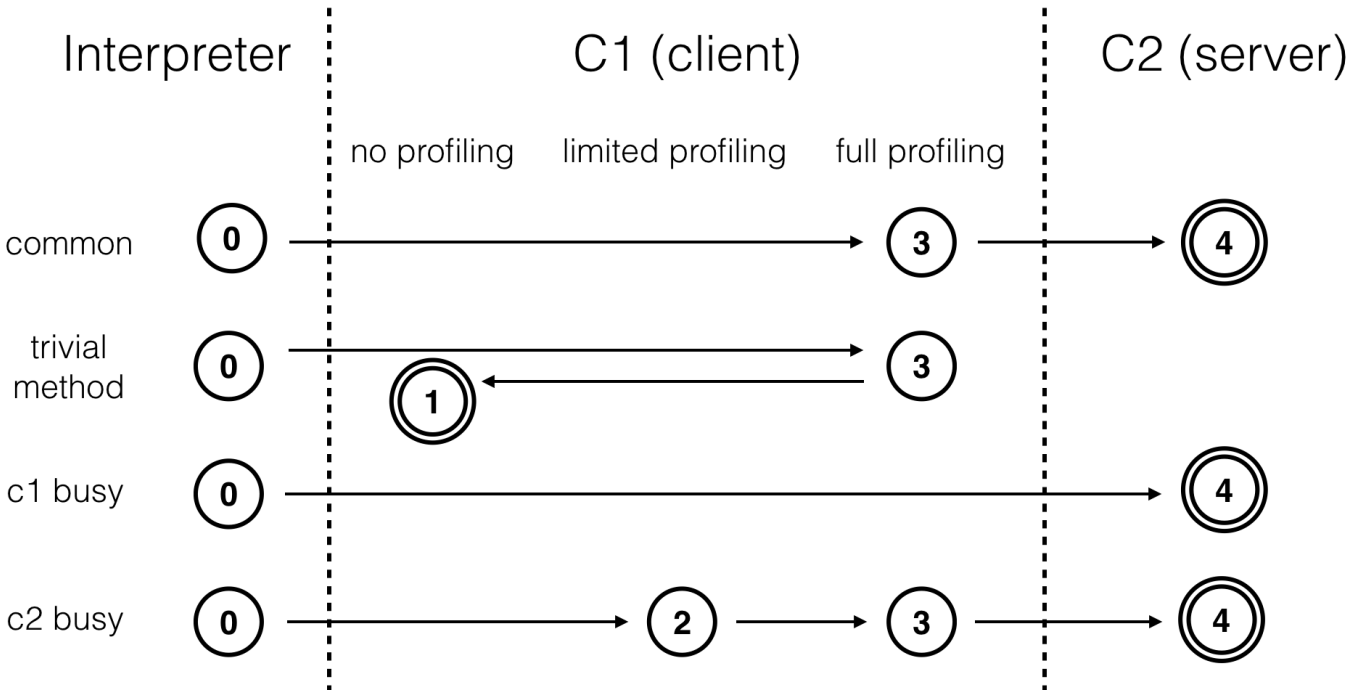 Interpreter C1 (client) C2 (server)
no profiling limited profiling full profiling
common 0 3 4
trivial
method 0 3
1
c1 busy 0 4
c2 busy 0 2 3 4